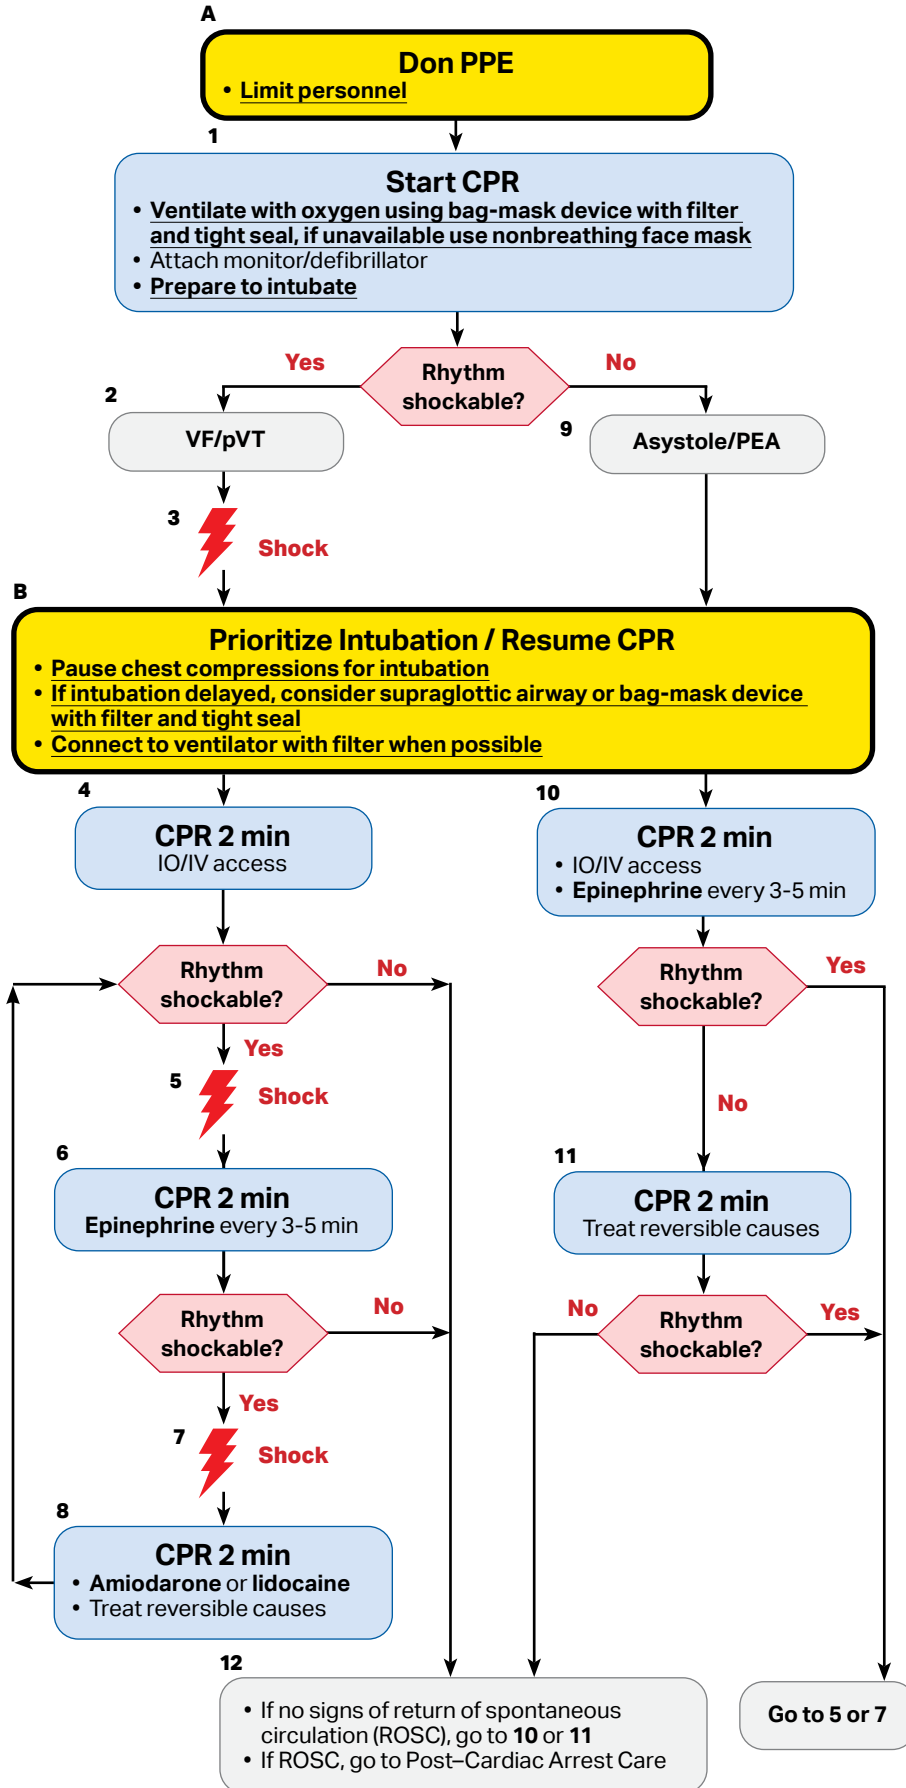 A
Don PPE
• Limit personnel
1
Start CPR
• Ventilate with oxygen using bag-mask device with filter
and tight seal, if unavailable use nonbreathing face mask
• Attach monitor/defibrillator
• Prepare to intubate
Rhythm
shockable?
Yes
No
2
VF/pVT
9
Asystole/PEA
3
Shock
B
Prioritize Intubation / Resume CPR
• Pause chest compressions for intubation
• If intubation delayed, consider supraglottic airway or bag-mask device
with filter and tight seal
• Connect to ventilator with filter when possible
4
CPR 2 min
IO/IV access
10
CPR 2 min
• IO/IV access
• Epinephrine every 3-5 min
Rhythm
shockable?
No
Yes
Rhythm
shockable?
Yes
No
5
Shock
6
CPR 2 min
Epinephrine every 3-5 min
11
CPR 2 min
Treat reversible causes
Rhythm
shockable?
No
Yes
Rhythm
shockable?
No
Yes
7
Shock
8
CPR 2 min
• Amiodarone or lidocaine
• Treat reversible causes
12
• If no signs of return of spontaneous
circulation (ROSC), go to 10 or 11
• If ROSC, go to Post–Cardiac Arrest Care
Go to 5 or 7